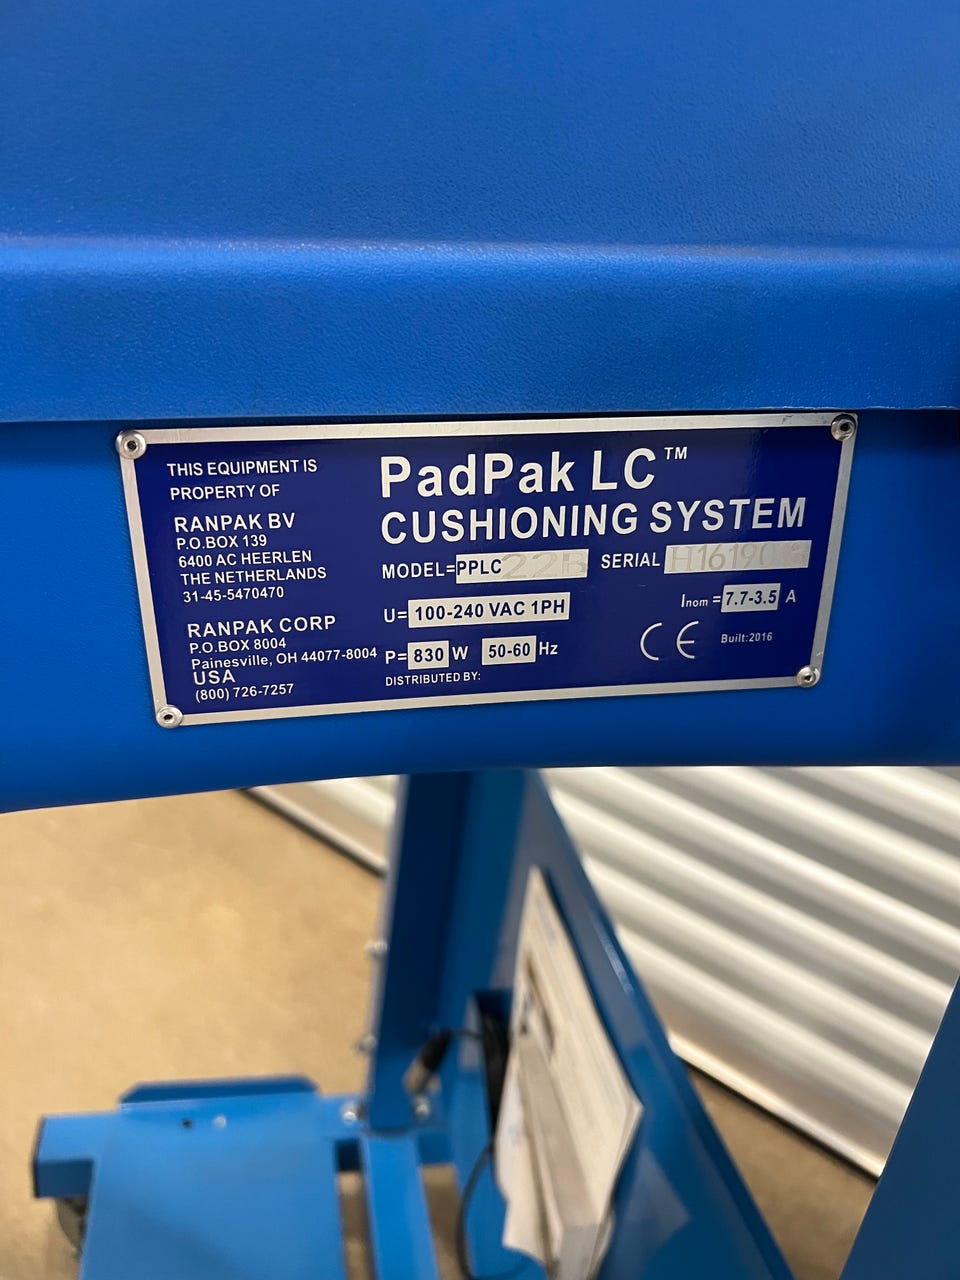 THIS EQUIPMENT IS
PROPERTY OF
RANPAK BV
P.O.BOX 139
6400 AC HEERLEN
THE NETHERLANDS
31-45-5470470
RANPAK CORP
P.O.BOX 8004
Painesville, OH 44077-8004
USA
(800) 726-7257
PadPak LC™
CUSHIONING SYSTEM
MODEL=PPLC22B SERIAL
U=100-240 VAC 1PH Inom =7.7-3.5 A
P=830 W 50-60 Hz CE Built:2016
DISTRIBUTED BY: